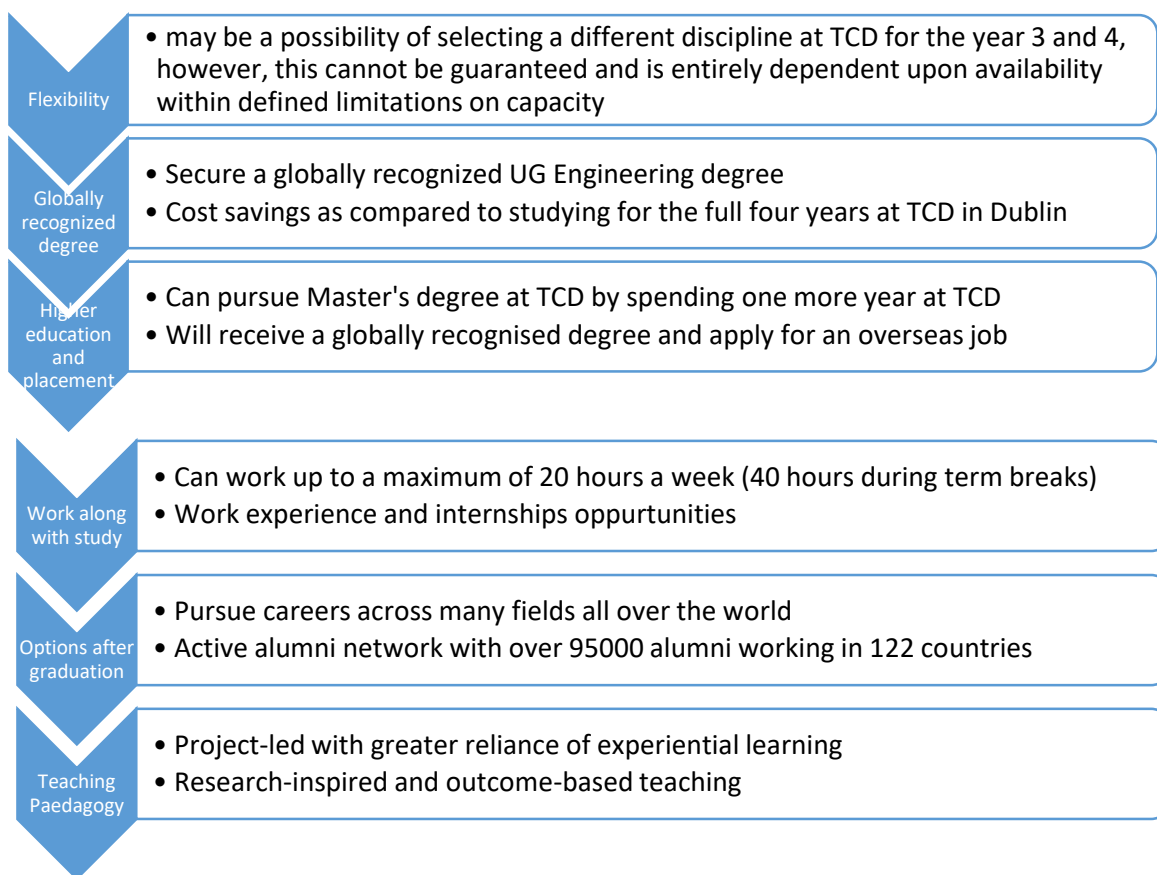 Flexibility
• may be a possibility of selecting a different discipline at TCD for the year 3 and 4,
however, this cannot be guaranteed and is entirely dependent upon availability
within defined limitations on capacity
Globally
recognized
degree
• Secure a globally recognized UG Engineering degree
• Cost savings as compared to studying for the full four years at TCD in Dublin
Higher
education
and
placement
• Can pursue Master's degree at TCD by spending one more year at TCD
• Will receive a globally recognised degree and apply for an overseas job
Work along
with study
• Can work up to a maximum of 20 hours a week (40 hours during term breaks)
• Work experience and internships oppurtunities
Options after
graduation
• Pursue careers across many fields all over the world
• Active alumni network with over 95000 alumni working in 122 countries
Teaching
Paedagogy
• Project-led with greater reliance of experiential learning
• Research-inspired and outcome-based teaching